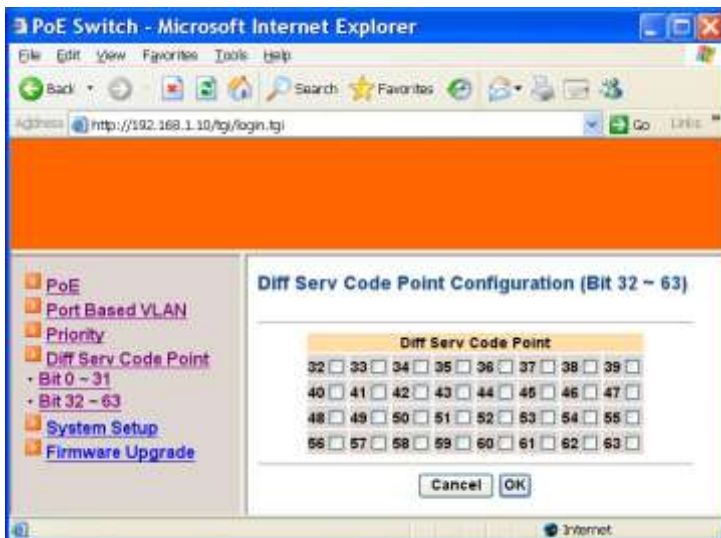 PoE Switch - Microsoft Internet Explorer
File Edit View Favorites Tools Help
Back Search Favorites
Address http://192.168.1.10/tgi/login.tgi Go Links
PoE
Port Based VLAN
Priority
Diff Serv Code Point
• Bit 0 ~ 31
• Bit 32 ~ 63
System Setup
Firmware Upgrade
Diff Serv Code Point Configuration (Bit 32 ~ 63)
Diff Serv Code Point
32 33 34 35 36 37 38 39
40 41 42 43 44 45 46 47
48 49 50 51 52 53 54 55
56 57 58 59 60 61 62 63
Cancel OK
Internet